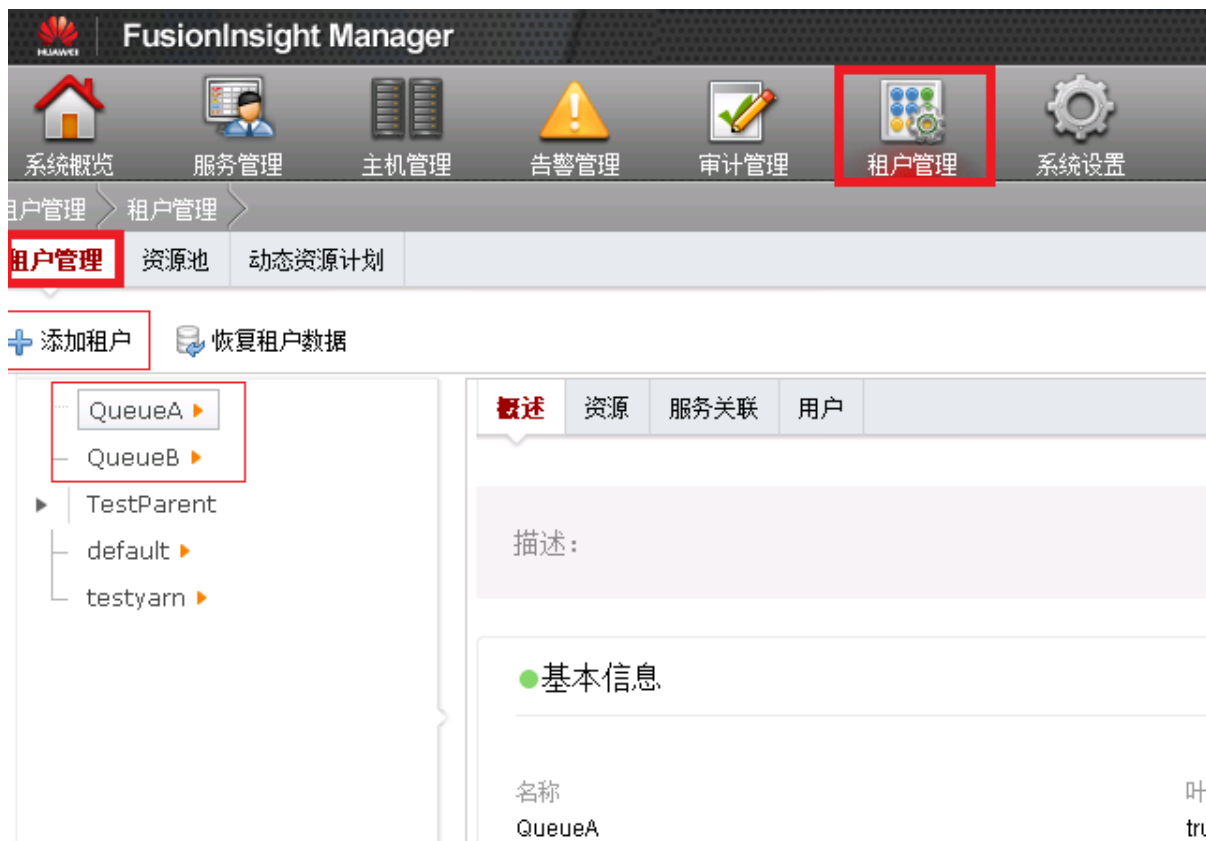 HUAWEI FusionInsight Manager
系统概览 服务管理 主机管理 告警管理 审计管理 租户管理 系统设置
租户管理 租户管理
租户管理 资源池 动态资源计划
添加租户 恢复租户数据
QueueA 概述 资源 服务关联 用户
QueueB
TestParent
default 描述：
testyarn
基本信息
名称 叶
QueueA tru